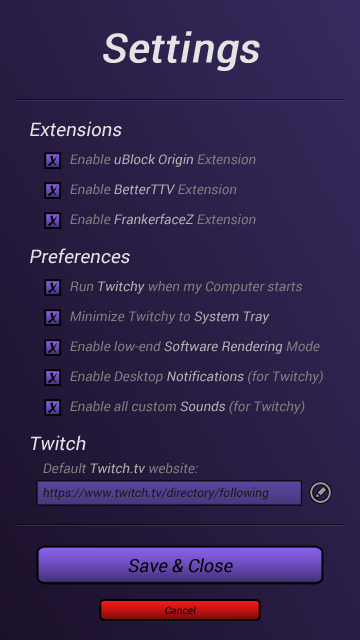 Settings
Extensions
X Enable uBlock Origin Extension
X Enable BetterTTV Extension
X Enable FrankerfaceZ Extension
Preferences
X Run Twitchy when my Computer starts
X Minimize Twitchy to System Tray
X Enable low-end Software Rendering Mode
X Enable Desktop Notifications (for Twitchy)
X Enable all custom Sounds (for Twitchy)
Twitch
Default Twitch.tv website:
https://www.twitch.tv/directory/following
Save & Close
Cancel